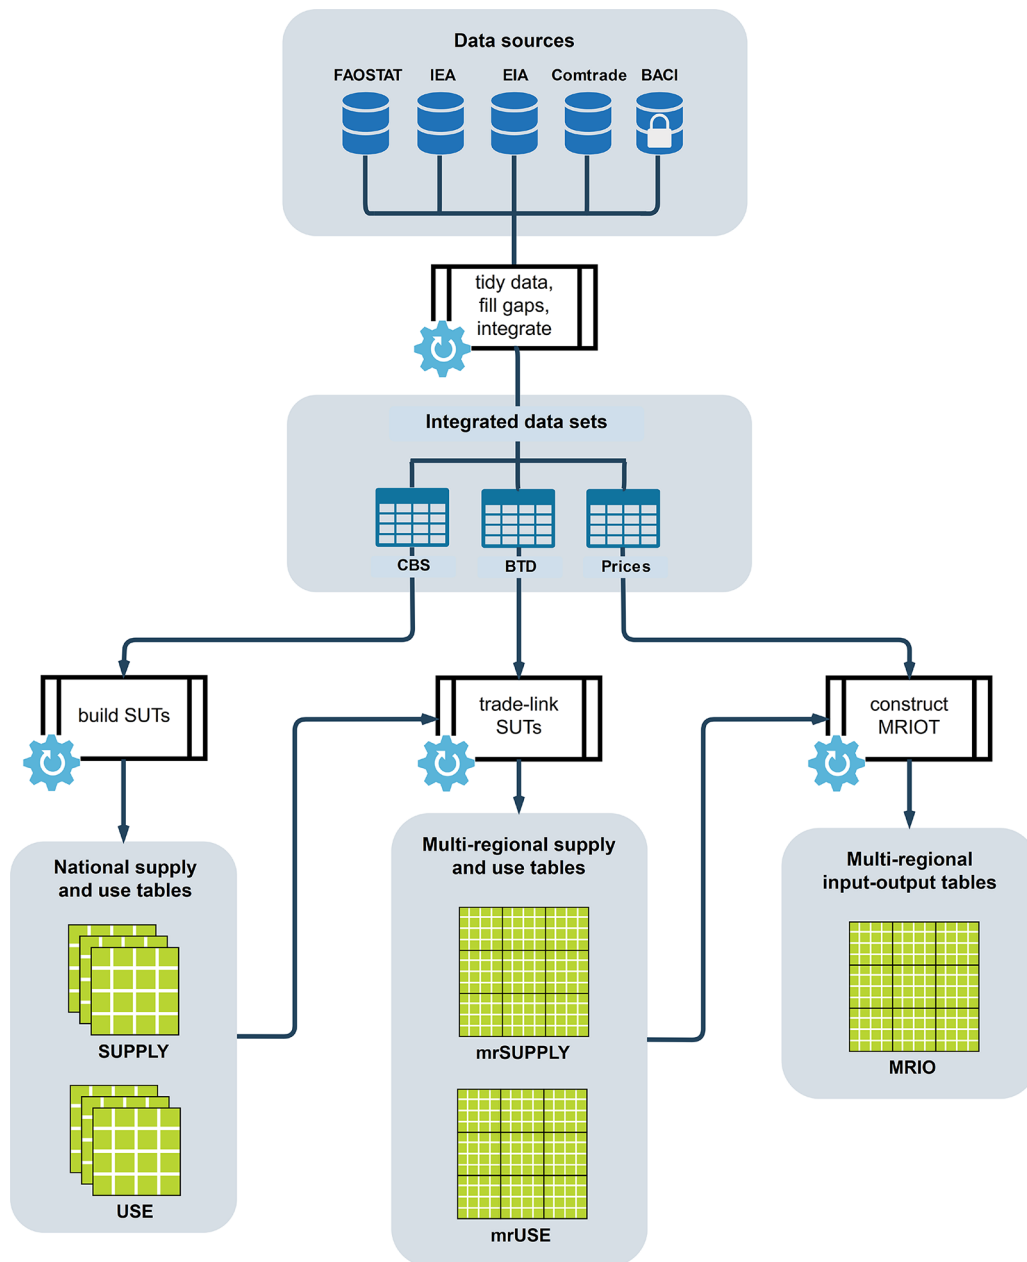 Data sources
FAOSTAT IEA EIA Comtrade BACI
tidy data,
fill gaps,
integrate
Integrated data sets
CBS BTD Prices
build SUTs
trade-link
SUTs
construct
MRIOT
National supply
and use tables
SUPPLY
USE
Multi-regional supply
and use tables
mrSUPPLY
mrUSE
Multi-regional
input-output tables
MRIO